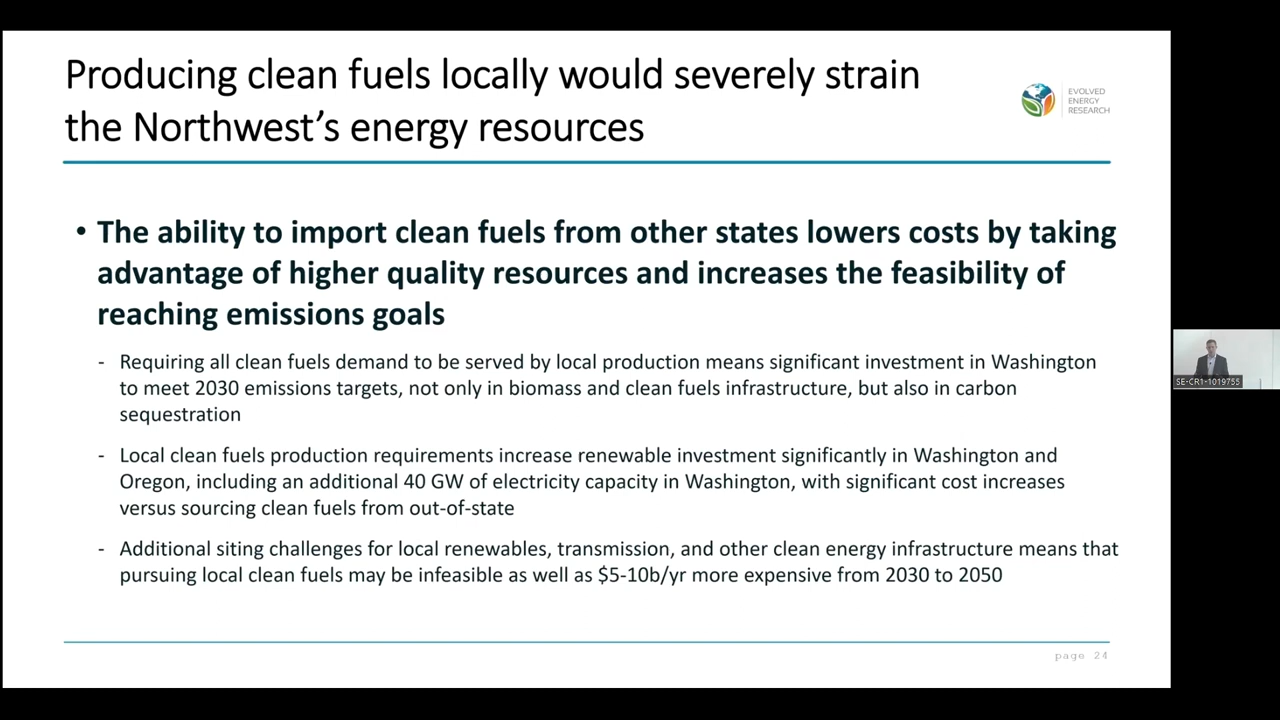 Producing clean fuels locally would severely strain
the Northwest's energy resources
EVOLVED
ENERGY
RESEARCH
• The ability to import clean fuels from other states lowers costs by taking
advantage of higher quality resources and increases the feasibility of
reaching emissions goals
- Requiring all clean fuels demand to be served by local production means significant investment in Washington
to meet 2030 emissions targets, not only in biomass and clean fuels infrastructure, but also in carbon
sequestration
- Local clean fuels production requirements increase renewable investment significantly in Washington and
Oregon, including an additional 40 GW of electricity capacity in Washington, with significant cost increases
versus sourcing clean fuels from out-of-state
- Additional siting challenges for local renewables, transmission, and other clean energy infrastructure means that
pursuing local clean fuels may be infeasible as well as $5-10b/yr more expensive from 2030 to 2050
page 24
SE-CR1-1019755